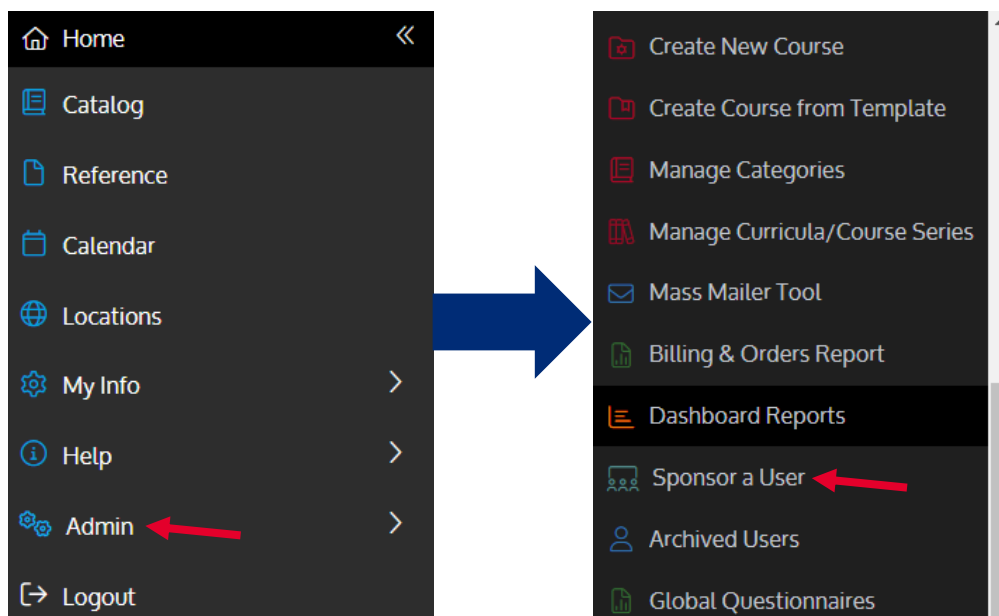 Home
Catalog
Reference
Calendar
Locations
My Info
Help
Admin
Logout
Create New Course
Create Course from Template
Manage Categories
Manage Curricula/Course Series
Mass Mailer Tool
Billing & Orders Report
Dashboard Reports
Sponsor a User
Archived Users
Global Questionnaires